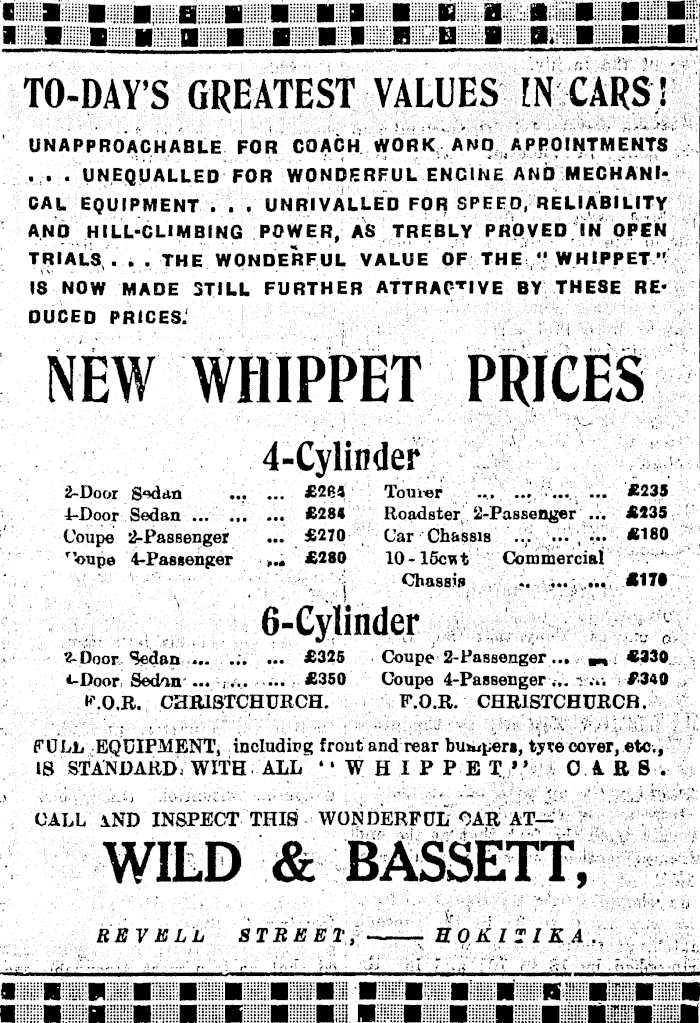 TO-DAY'S GREATEST VALUES IN CARS!
UNAPPROACHABLE FOR COACH WORK AND APPOINTMENTS
. . . UNEQUALLED FOR WONDERFUL ENGINE AND MECHANI-
CAL EQUIPMENT . . . UNRIVALLED FOR SPEED, RELIABILITY
AND HILL-CLIMBING POWER, AS TREBLY PROVED IN OPEN
TRIALS . . . THE WONDERFUL VALUE OF THE "WHIPPET"
IS NOW MADE STILL FURTHER ATTRACTIVE BY THESE RE-
DUCED PRICES.
NEW WHIPPET PRICES
4-Cylinder
2-Door Sedan ... ... £264
4-Door Sedan ... ... ... £284
Coupe 2-Passenger ... £270
Coupe 4-Passenger ... £280
Tourer ... ... ... ... £235
Roadster 2-Passenger ... £235
Car Chassis ... ... ... £180
10-15cwt Commercial
Chassis ... ... ... £170
6-Cylinder
2-Door Sedan ... ... ... £325
4-Door Sedan ... ... ... £350
F.O.R. CHRISTCHURCH.
Coupe 2-Passenger ... ... £330
Coupe 4-Passenger ... ... £340
F.O.R. CHRISTCHURCH.
FULL EQUIPMENT, including front and rear bumpers, tyre cover, etc.,
IS STANDARD WITH ALL "WHIPPET" CARS.
CALL AND INSPECT THIS WONDERFUL CAR AT—
WILD & BASSETT,
REVELL STREET, —— HOKITIKA.